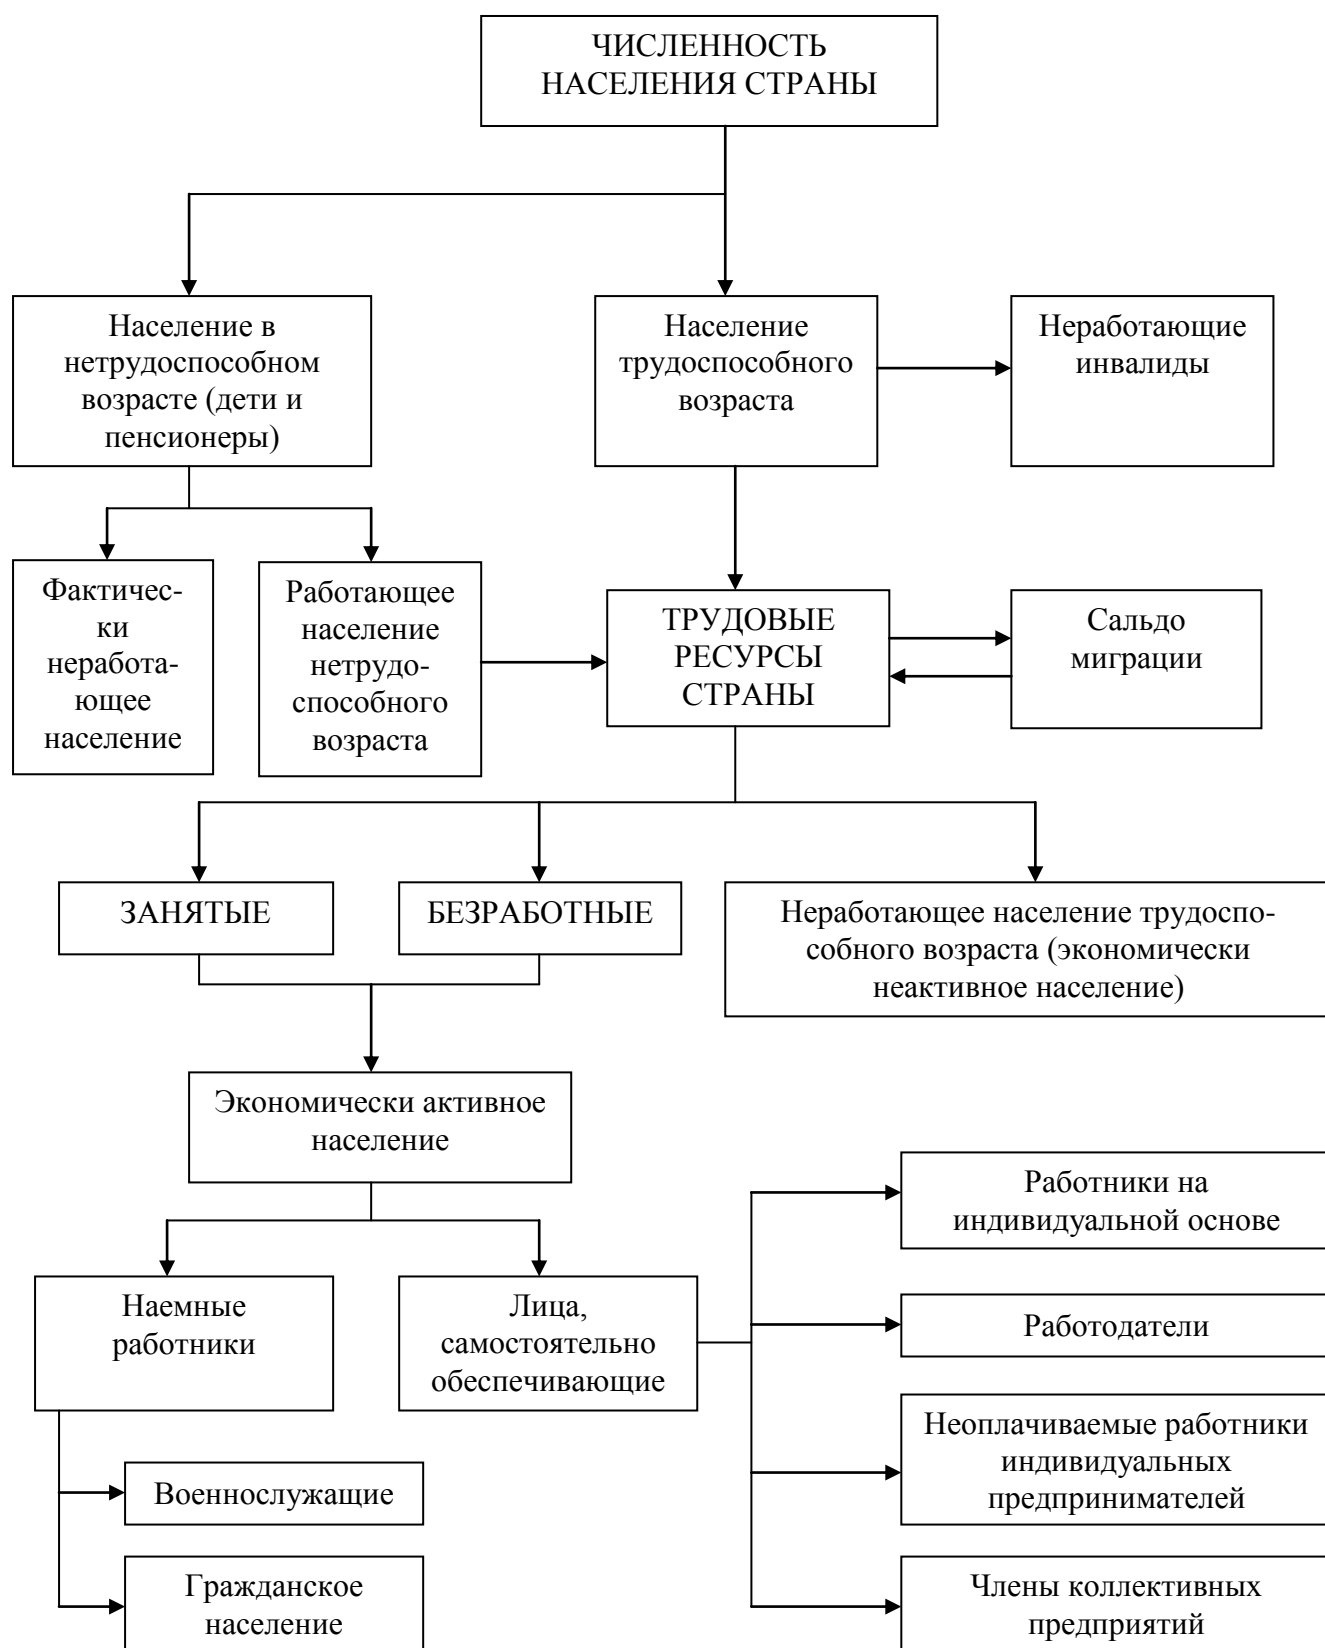 ЧИСЛЕННОСТЬ
НАСЕЛЕНИЯ СТРАНЫ
Население в
нетрудоспособном
возрасте (дети и
пенсионеры)
Население
трудоспособного
возраста
Неработающие
инвалиды
Фактичес-
ки
неработа-
ющее
население
Работающее
население
нетрудо-
способного
возраста
ТРУДОВЫЕ
РЕСУРСЫ
СТРАНЫ
Сальдо
миграции
ЗАНЯТЫЕ
БЕЗРАБОТНЫЕ
Неработающее население трудоспо-
собного возраста (экономически
неактивное население)
Экономически активное
население
Наемные
работники
Лица,
самостоятельно
обеспечивающие
Работники на
индивидуальной основе
Работодатели
Неоплачиваемые работники
индивидуальных
предпринимателей
Члены коллективных
предприятий
Военнослужащие
Гражданское
население